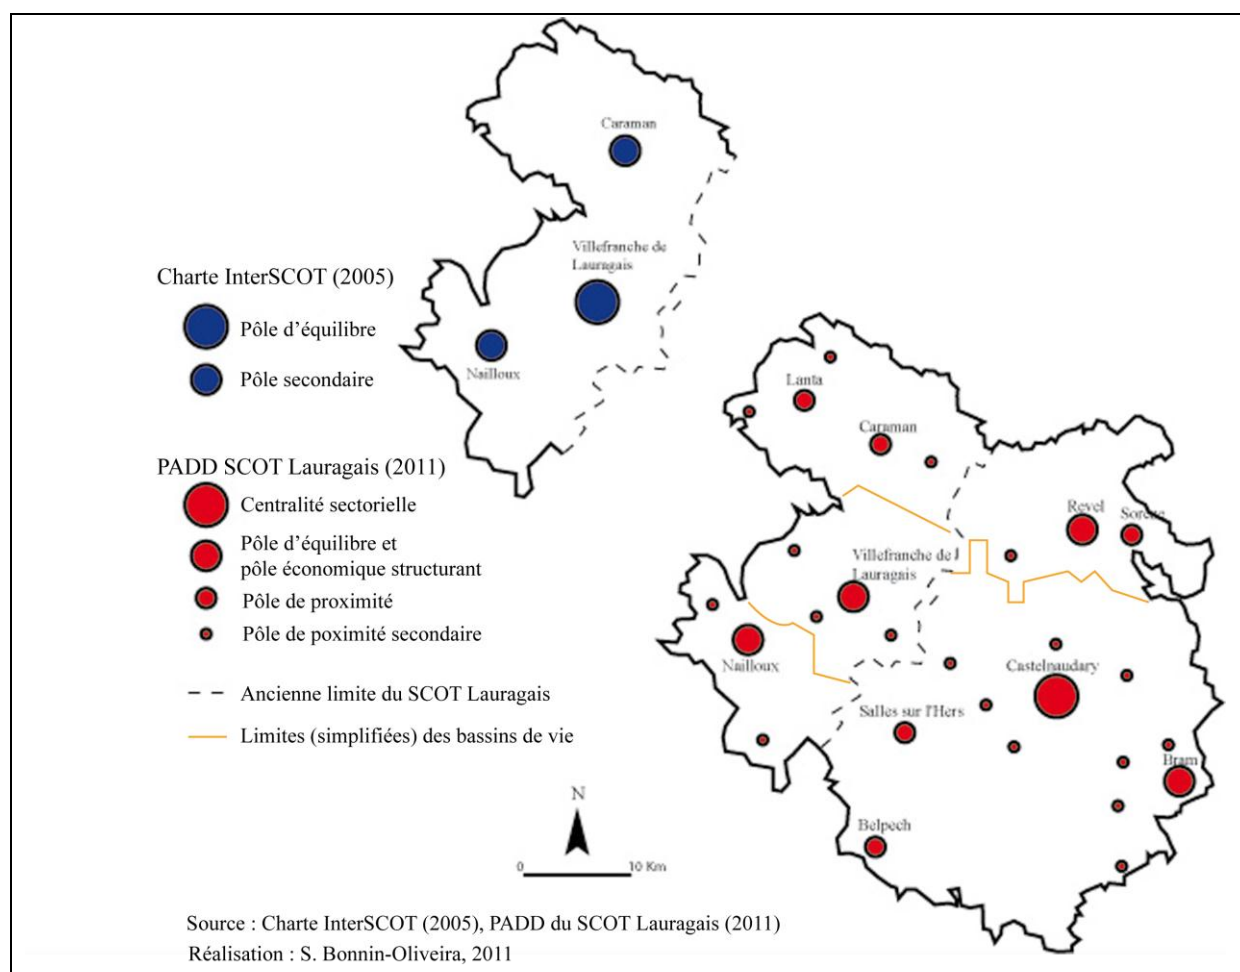 Caraman
Villefranche de
Lauragais
Nailloux
Charte InterSCOT (2005)
Pôle d'équilibre
Pôle secondaire
PADD SCOT Lauragais (2011)
Centralité sectorielle
Pôle d'équilibre et
pôle économique structurant
Pôle de proximité
Pôle de poximité secondaire
Ancienne limite du SCOT Lauragais
Limites (simplifiées) des bassins de vie
Lanta
Caraman
Revel
Sorèze
Villefranche de
Lauragais
Nailloux
Castelnaudary
Salles sur l'Hers
Bram
Belpech
N
0 10 Km
Source : Charte InterSCOT (2005), PADD du SCOT Lauragais (2011)
Réalisation : S. Bonnin-Oliveira, 2011